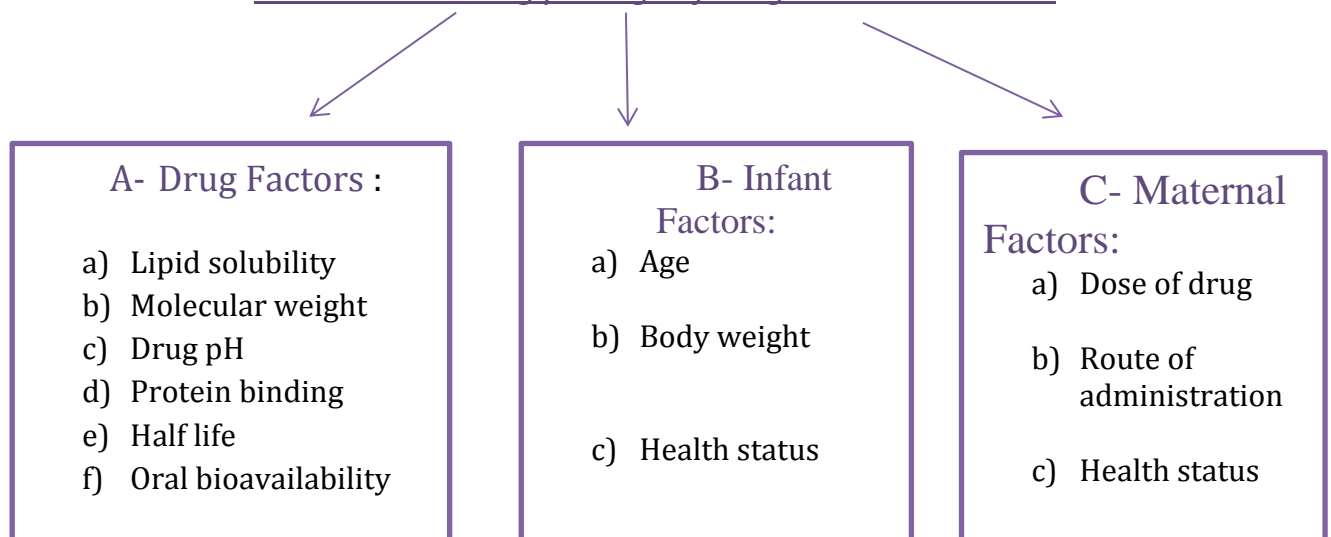 A- Drug Factors :
a) Lipid solubility
b) Molecular weight
c) Drug pH
d) Protein binding
e) Half life
f) Oral bioavailability
B- Infant
Factors:
a) Age
b) Body weight
c) Health status
C- Maternal
Factors:
a) Dose of drug
b) Route of
administration
c) Health status